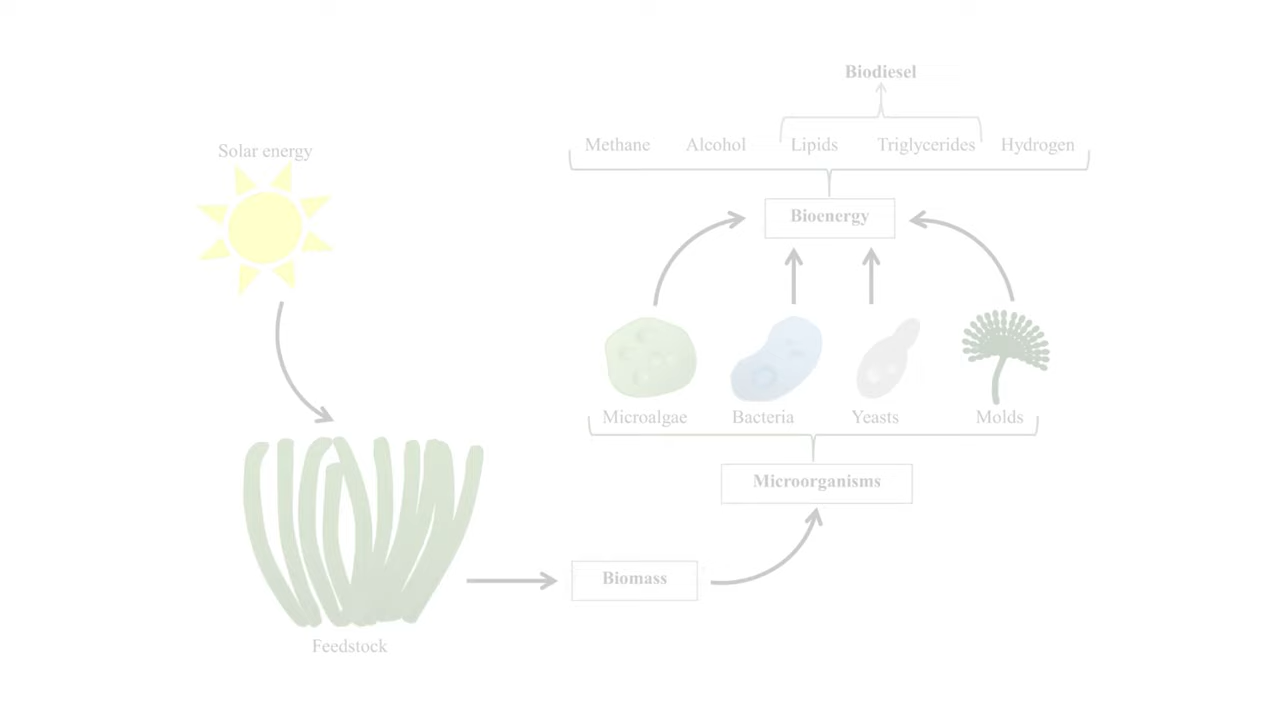 Biodiesel
Methane Alcohol Lipids Triglycerides Hydrogen
Solar energy
Bioenergy
Microalgae Bacteria Yeasts Molds
Microorganisms
Biomass
Feedstock